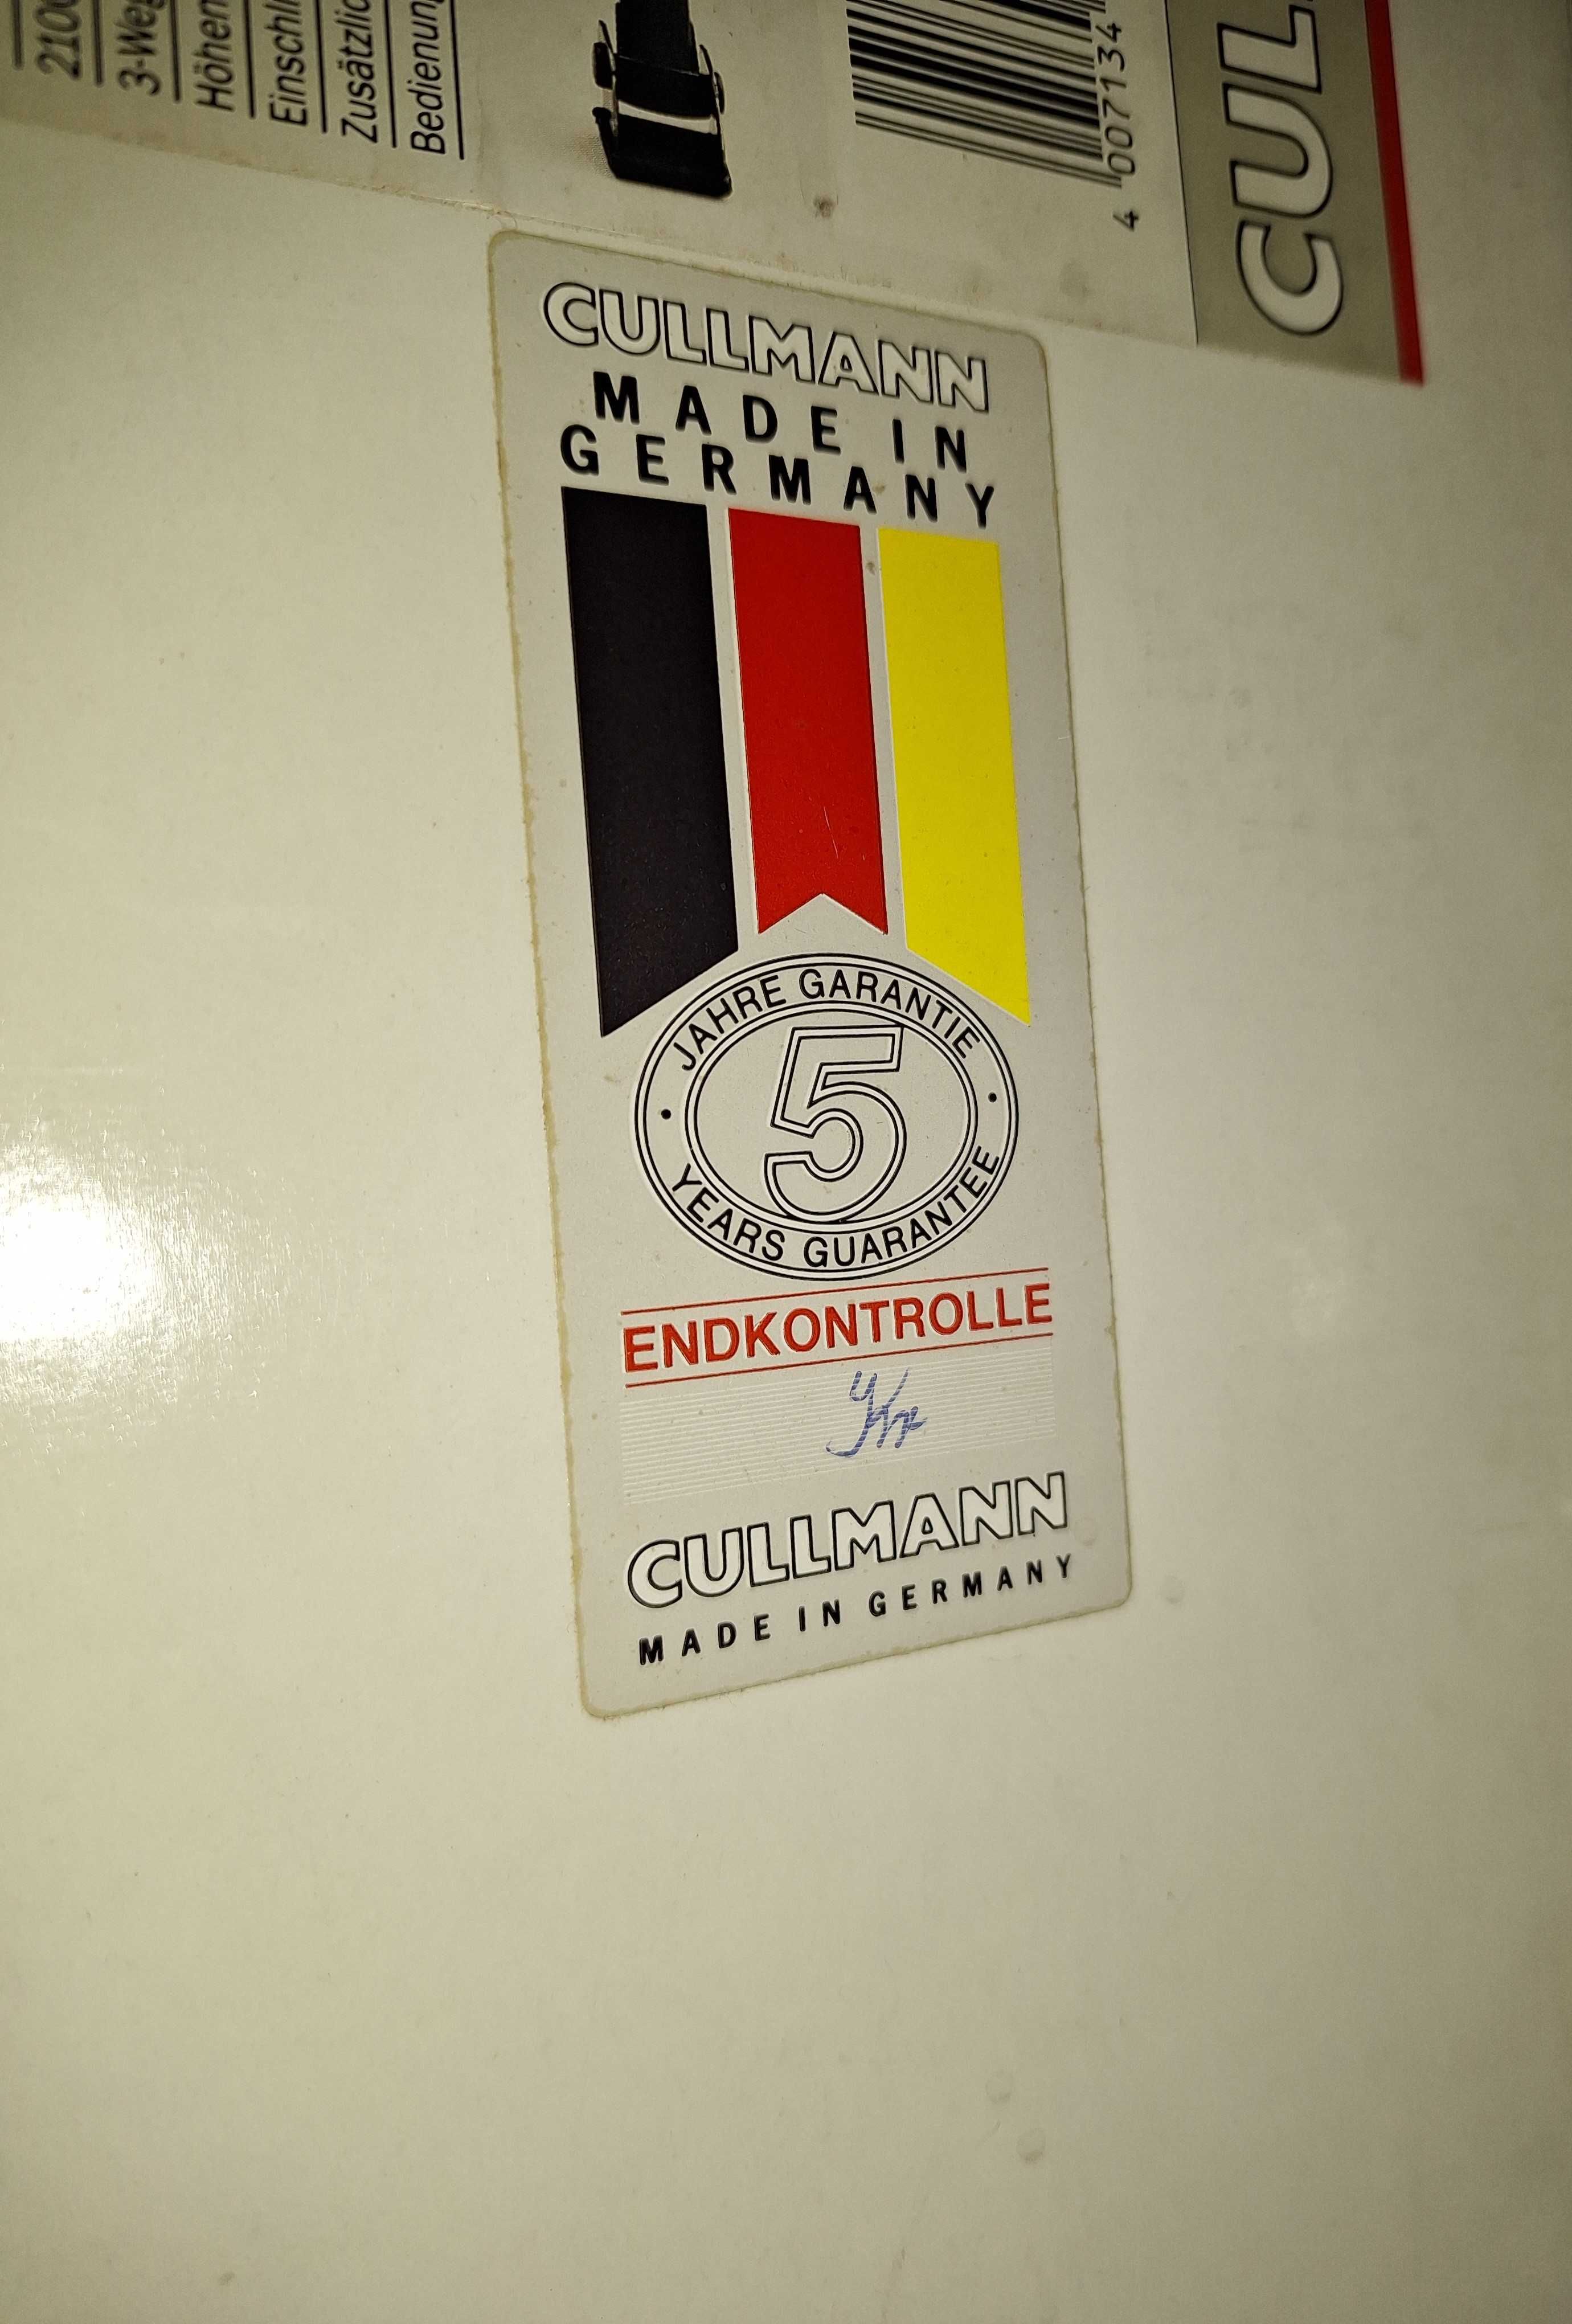 2100
3-Weg
Höhen
Einschl
Zusätzlic
Bedienung
4 007134
CUL
CULLMANN
MADE IN
GERMANY
JAHRE GARANTIE
5
YEARS GUARANTEE
ENDKONTROLLE
CULLMANN
MADE IN GERMANY